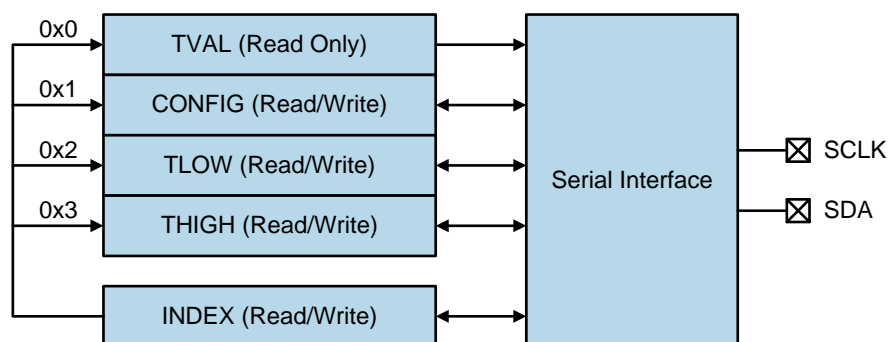 0x0
TVAL (Read Only)
0x1
CONFIG (Read/Write)
0x2
TLOW (Read/Write)
0x3
THIGH (Read/Write)
INDEX (Read/Write)
Serial Interface
SCLK
SDA